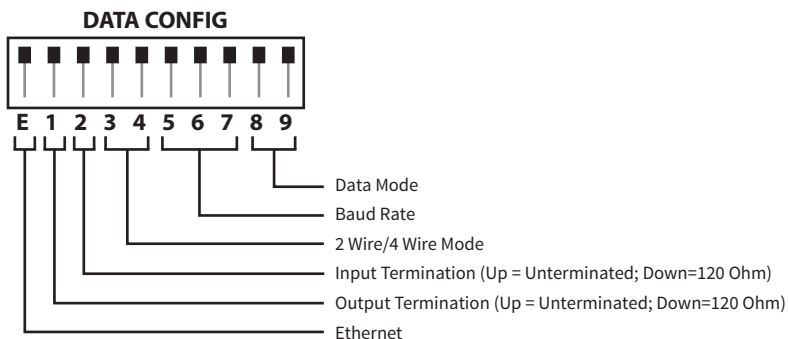 DATA CONFIG
E 1 2 3 4 5 6 7 8 9
Data Mode
Baud Rate
2 Wire/4 Wire Mode
Input Termination (Up = Unterminated; Down=120 Ohm)
Output Termination (Up = Unterminated; Down=120 Ohm)
Ethernet